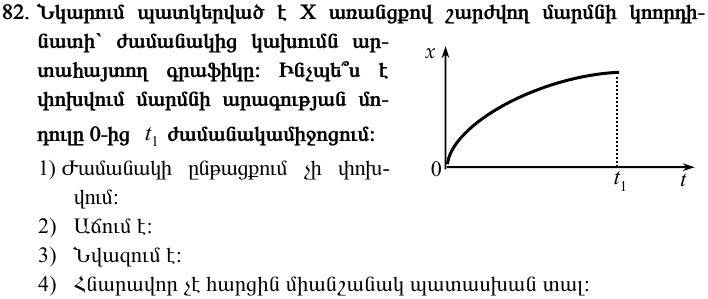 82. Նկարում պատկերված է X առանցքով շարժվող մարմնի կոորդի-
նատի՝ ժամանակից կախումն ար-
տահայտող գրաֆիկը: Ինչպե՞ս է
փոխվում մարմնի արագության մո-
դուլը 0-ից t₁ ժամանակամիջոցում:
1) Ժամանակի ընթացքում չի փոխ-
վում:
2) Աճում է:
3) Նվազում է:
4) Հնարավոր չէ հարցին միանշանակ պատասխան տալ:
x
0
t₁
t